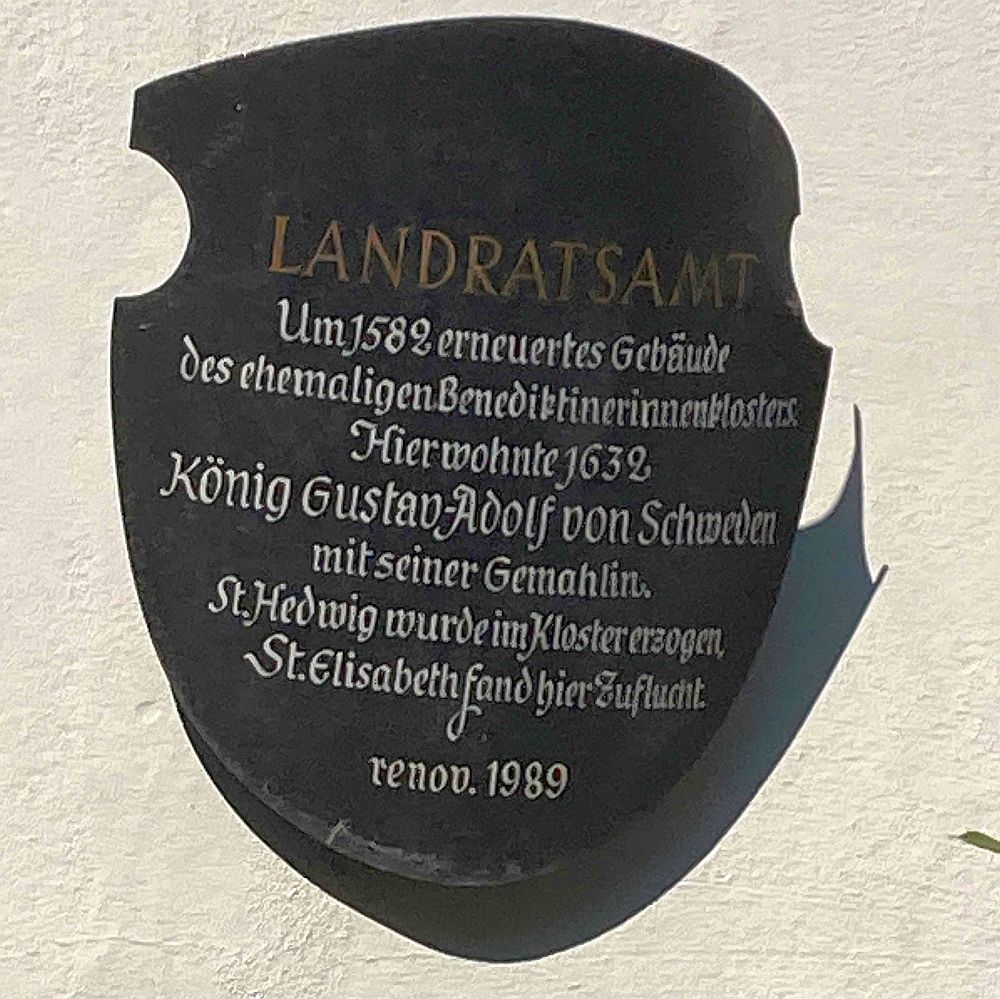 LANDRATSAMT
Um 1582 erneuertes Gebäude
des ehemaligen Benediktinerinnenklosters.
Hier wohnte 1632
König Gustav-Adolf von Schweden
mit seiner Gemahlin.
St. Hedwig wurde im Kloster erzogen,
St. Elisabeth fand hier Zuflucht.
renov. 1989